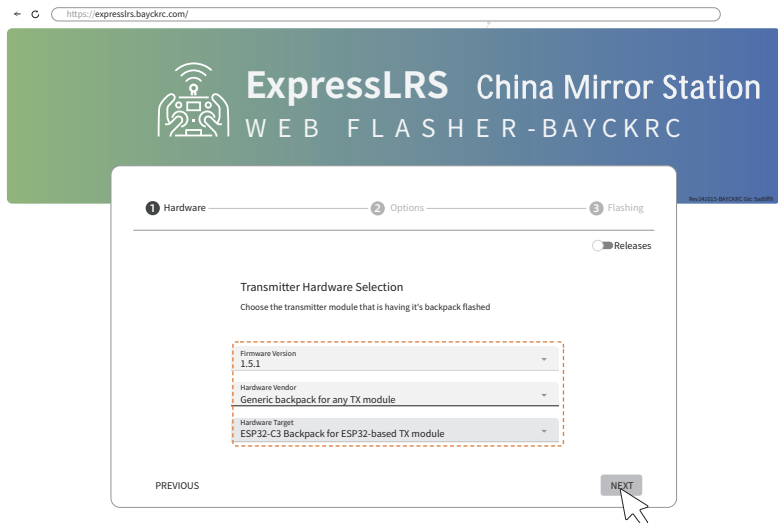 https://expresslrs.bayckrc.com/
ExpressLRS China Mirror Station
WEB FLASHER-BAYCKRC
1 Hardware
2 Options
3 Flashing
Releases
Transmitter Hardware Selection
Choose the transmitter module that is having it's backpack flashed
Firmware Version
1.5.1
Hardware Vendor
Generic backpack for any TX module
Hardware Target
ESP32-C3 Backpack for ESP32-based TX module
PREVIOUS
NEXT